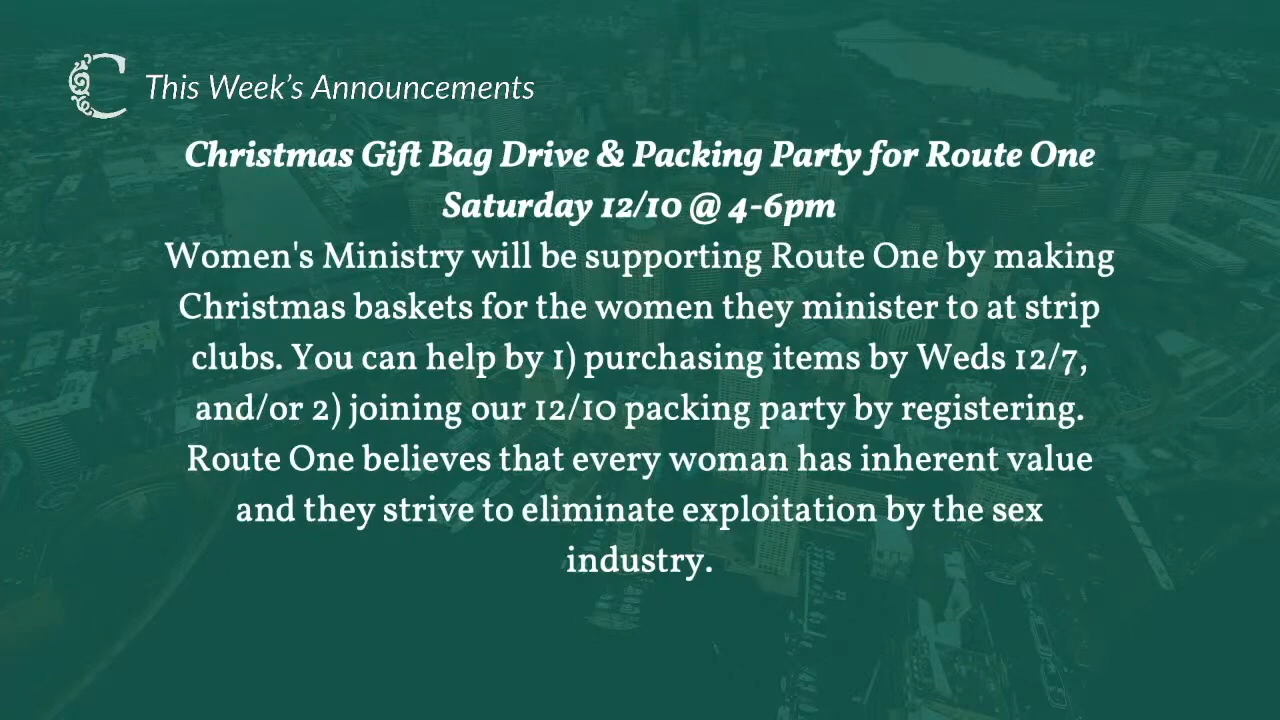 C This Week’s Announcements
Christmas Gift Bag Drive & Packing Party for Route One
Saturday 12/10 @ 4-6pm
Women's Ministry will be supporting Route One by making
Christmas baskets for the women they minister to at strip
clubs. You can help by 1) purchasing items by Weds 12/7,
and/or 2) joining our 12/10 packing party by registering.
Route One believes that every woman has inherent value
and they strive to eliminate exploitation by the sex
industry.